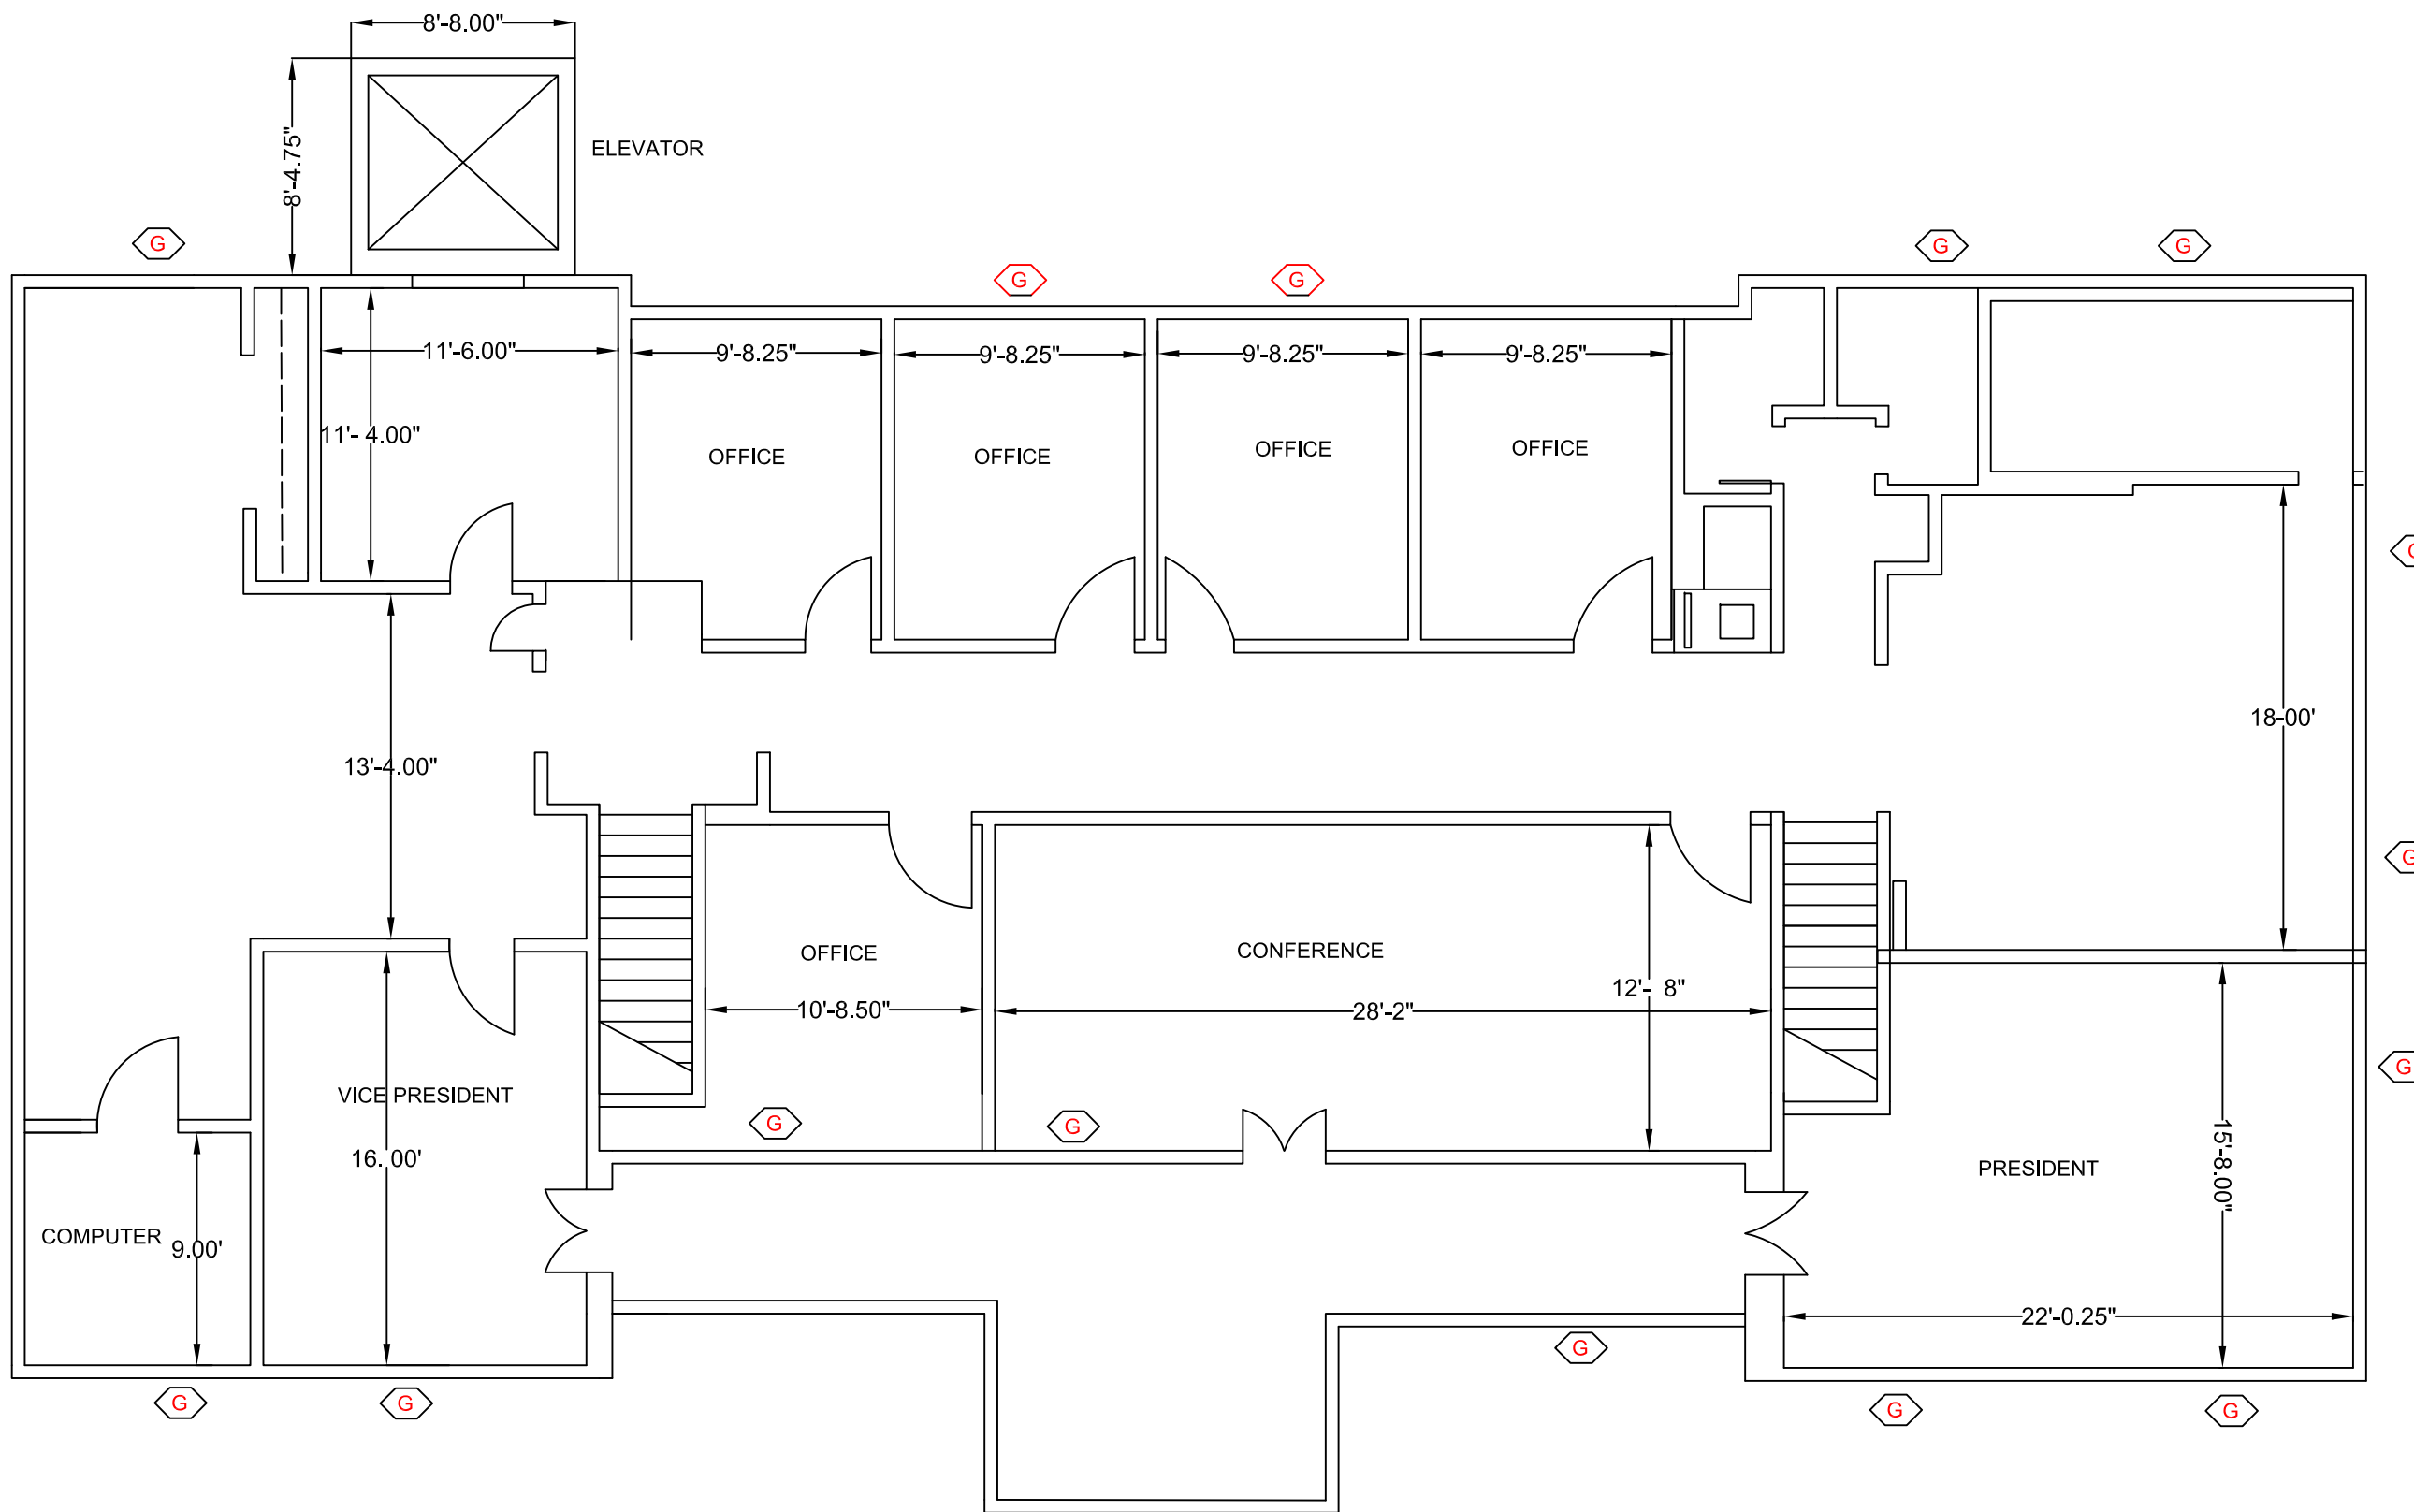 8'-8.00"
8'-4.75"
ELEVATOR
G
G
G
G
G
11'-6.00"
9'-8.25"
9'-8.25"
9'-8.25"
9'-8.25"
11'- 4.00"
OFFICE
OFFICE
OFFICE
OFFICE
G
18-00'
13'-4.00"
G
OFFICE
CONFERENCE
12'- 8"
10'-8.50"
28'-2"
G
VICE PRESIDENT
G
G
16.00'
15'-8.00"
PRESIDENT
COMPUTER
9.00'
22'-0.25"
G
G
G
G
G